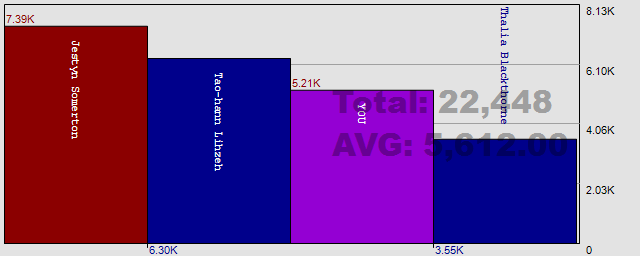 7.39K
Jestyn Somerton
6.30K
Tao-hann Lihzeh
5.21K
YOU
3.55K
Thalia Blackthorne
Total: 22,448
AVG: 5,612.00
8.13K
6.10K
4.06K
2.03K
0